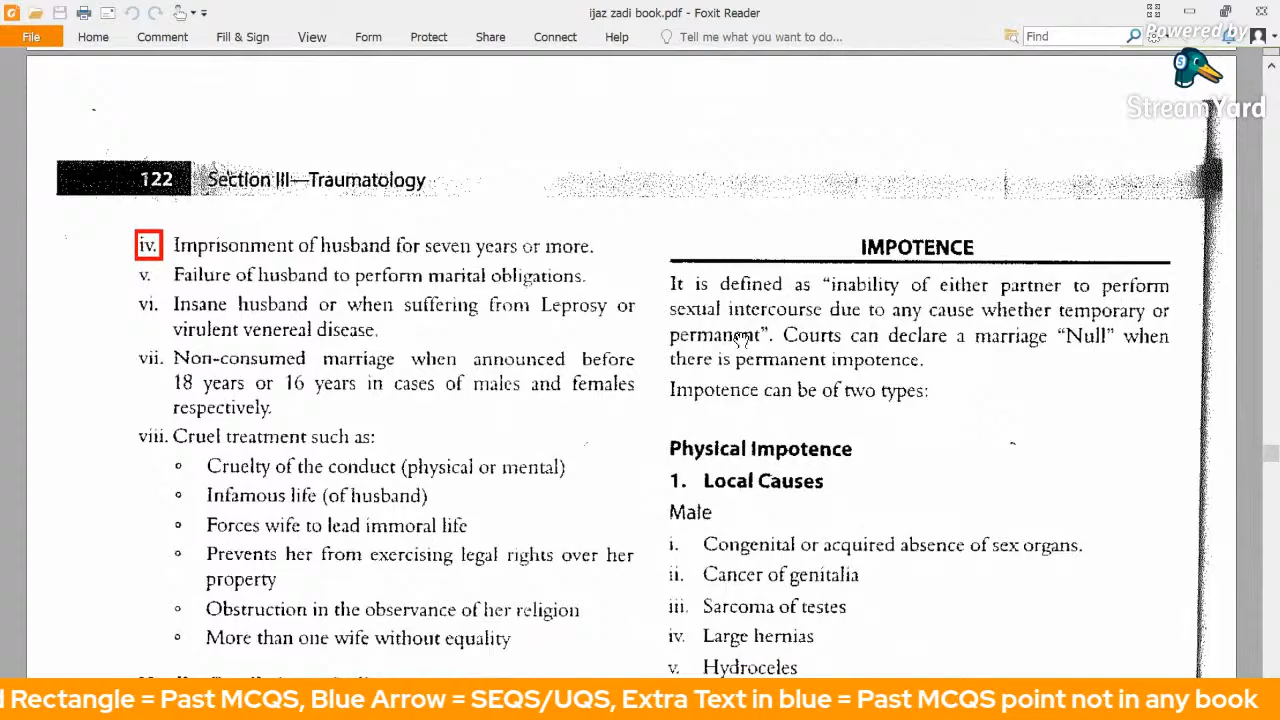 ijaz zadi book.pdf - Foxit Reader
File Home Comment Fill & Sign View Form Protect Share Connect Help Tell me what you want to do... Find
Powered by
StreamYard
122 Section III—Traumatology
iv. Imprisonment of husband for seven years or more.
v. Failure of husband to perform marital obligations.
vi. Insane husband or when suffering from Leprosy or
virulent venereal disease.
vii. Non-consumed marriage when announced before
18 years or 16 years in cases of males and females
respectively.
viii. Cruel treatment such as:
° Cruelty of the conduct (physical or mental)
° Infamous life (of husband)
° Forces wife to lead immoral life
° Prevents her from exercising legal rights over her
property
° Obstruction in the observance of her religion
° More than one wife without equality
IMPOTENCE
It is defined as “inability of either partner to perform
sexual intercourse due to any cause whether temporary or
permanent”. Courts can declare a marriage “Null” when
there is permanent impotence.
Impotence can be of two types:
Physical Impotence
1. Local Causes
Male
i. Congenital or acquired absence of sex organs.
ii. Cancer of genitalia
iii. Sarcoma of testes
iv. Large hernias
v. Hydroceles
Rectangle = Past MCQS, Blue Arrow = SEQS/UQS, Extra Text in blue = Past MCQS point not in any book